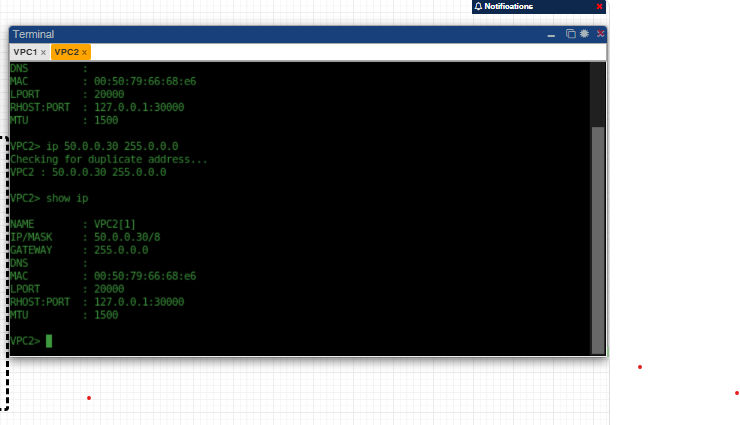 Notifications
Terminal
VPC1 x VPC2 x
DNS :
MAC : 00:50:79:66:68:e6
LPORT : 20000
RHOST:PORT : 127.0.0.1:30000
MTU : 1500
VPC2> ip 50.0.0.30 255.0.0.0
Checking for duplicate address...
VPC2 : 50.0.0.30 255.0.0.0
VPC2> show ip
NAME : VPC2[1]
IP/MASK : 50.0.0.30/8
GATEWAY : 255.0.0.0
DNS :
MAC : 00:50:79:66:68:e6
LPORT : 20000
RHOST:PORT : 127.0.0.1:30000
MTU : 1500
VPC2>